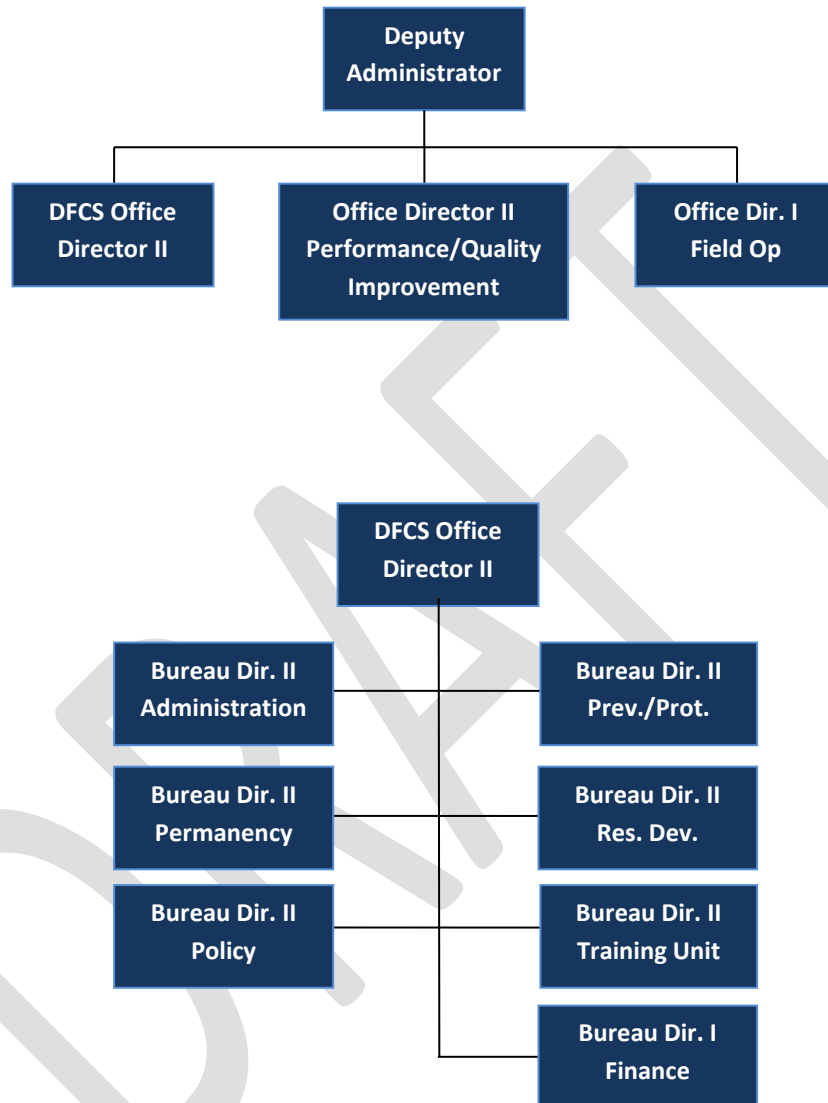 Deputy
Administrator
DFCS Office
Director II
Office Director II
Performance/Quality
Improvement
Office Dir. I
Field Op
DFCS Office
Director II
Bureau Dir. II
Administration
Bureau Dir. II
Prev./Prot.
Bureau Dir. II
Permanency
Bureau Dir. II
Res. Dev.
Bureau Dir. II
Policy
Bureau Dir. II
Training Unit
Bureau Dir. I
Finance
DRAFT